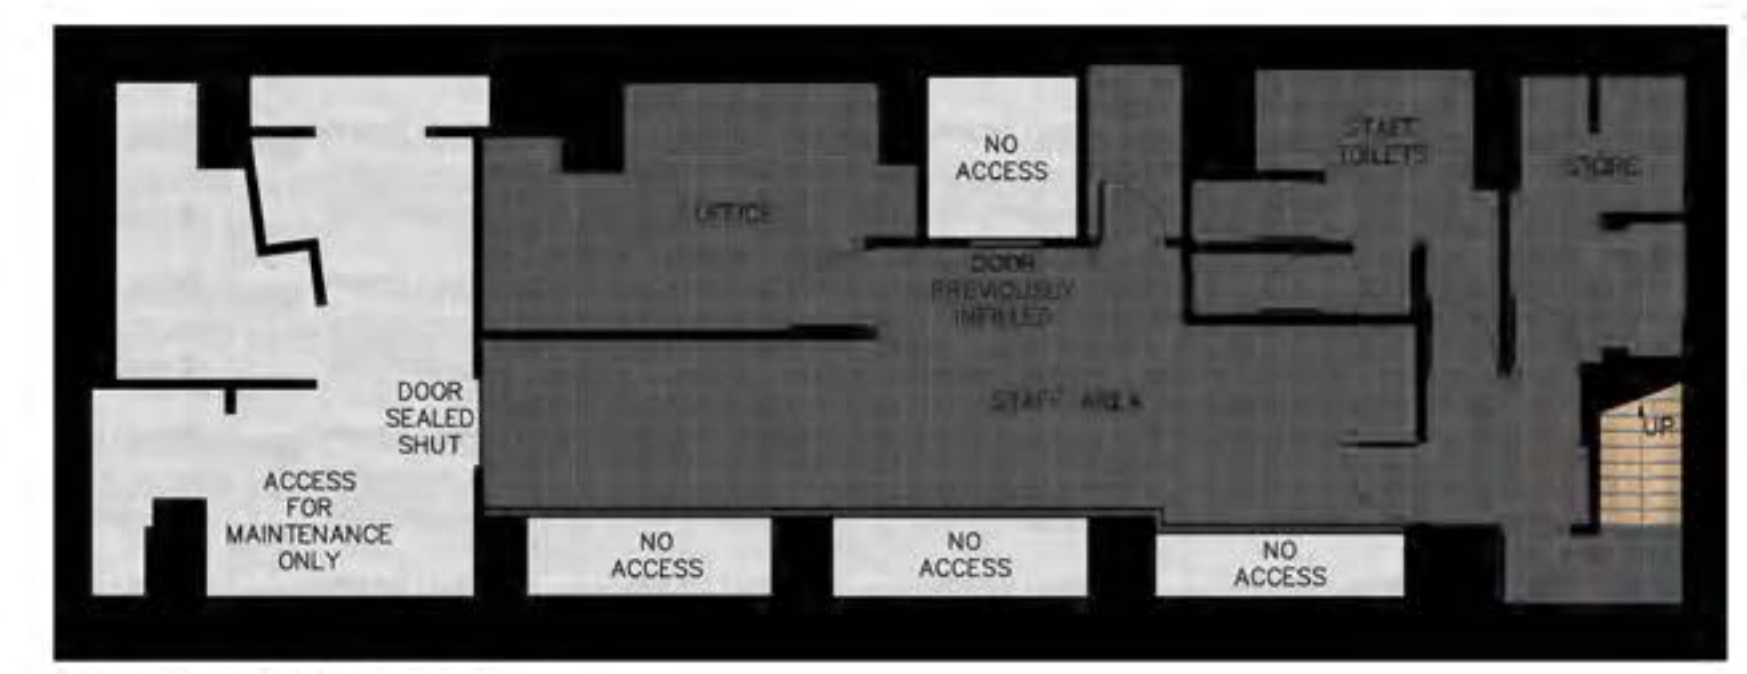 NO
ACCESS
STAFF
TOILETS
STORE
OFFICE
DOOR
PREVIOUSLY
INFILLED
DOOR
SEALED
SHUT
STAFF AREA
UP
ACCESS
FOR
MAINTENANCE
ONLY
NO
ACCESS
NO
ACCESS
NO
ACCESS